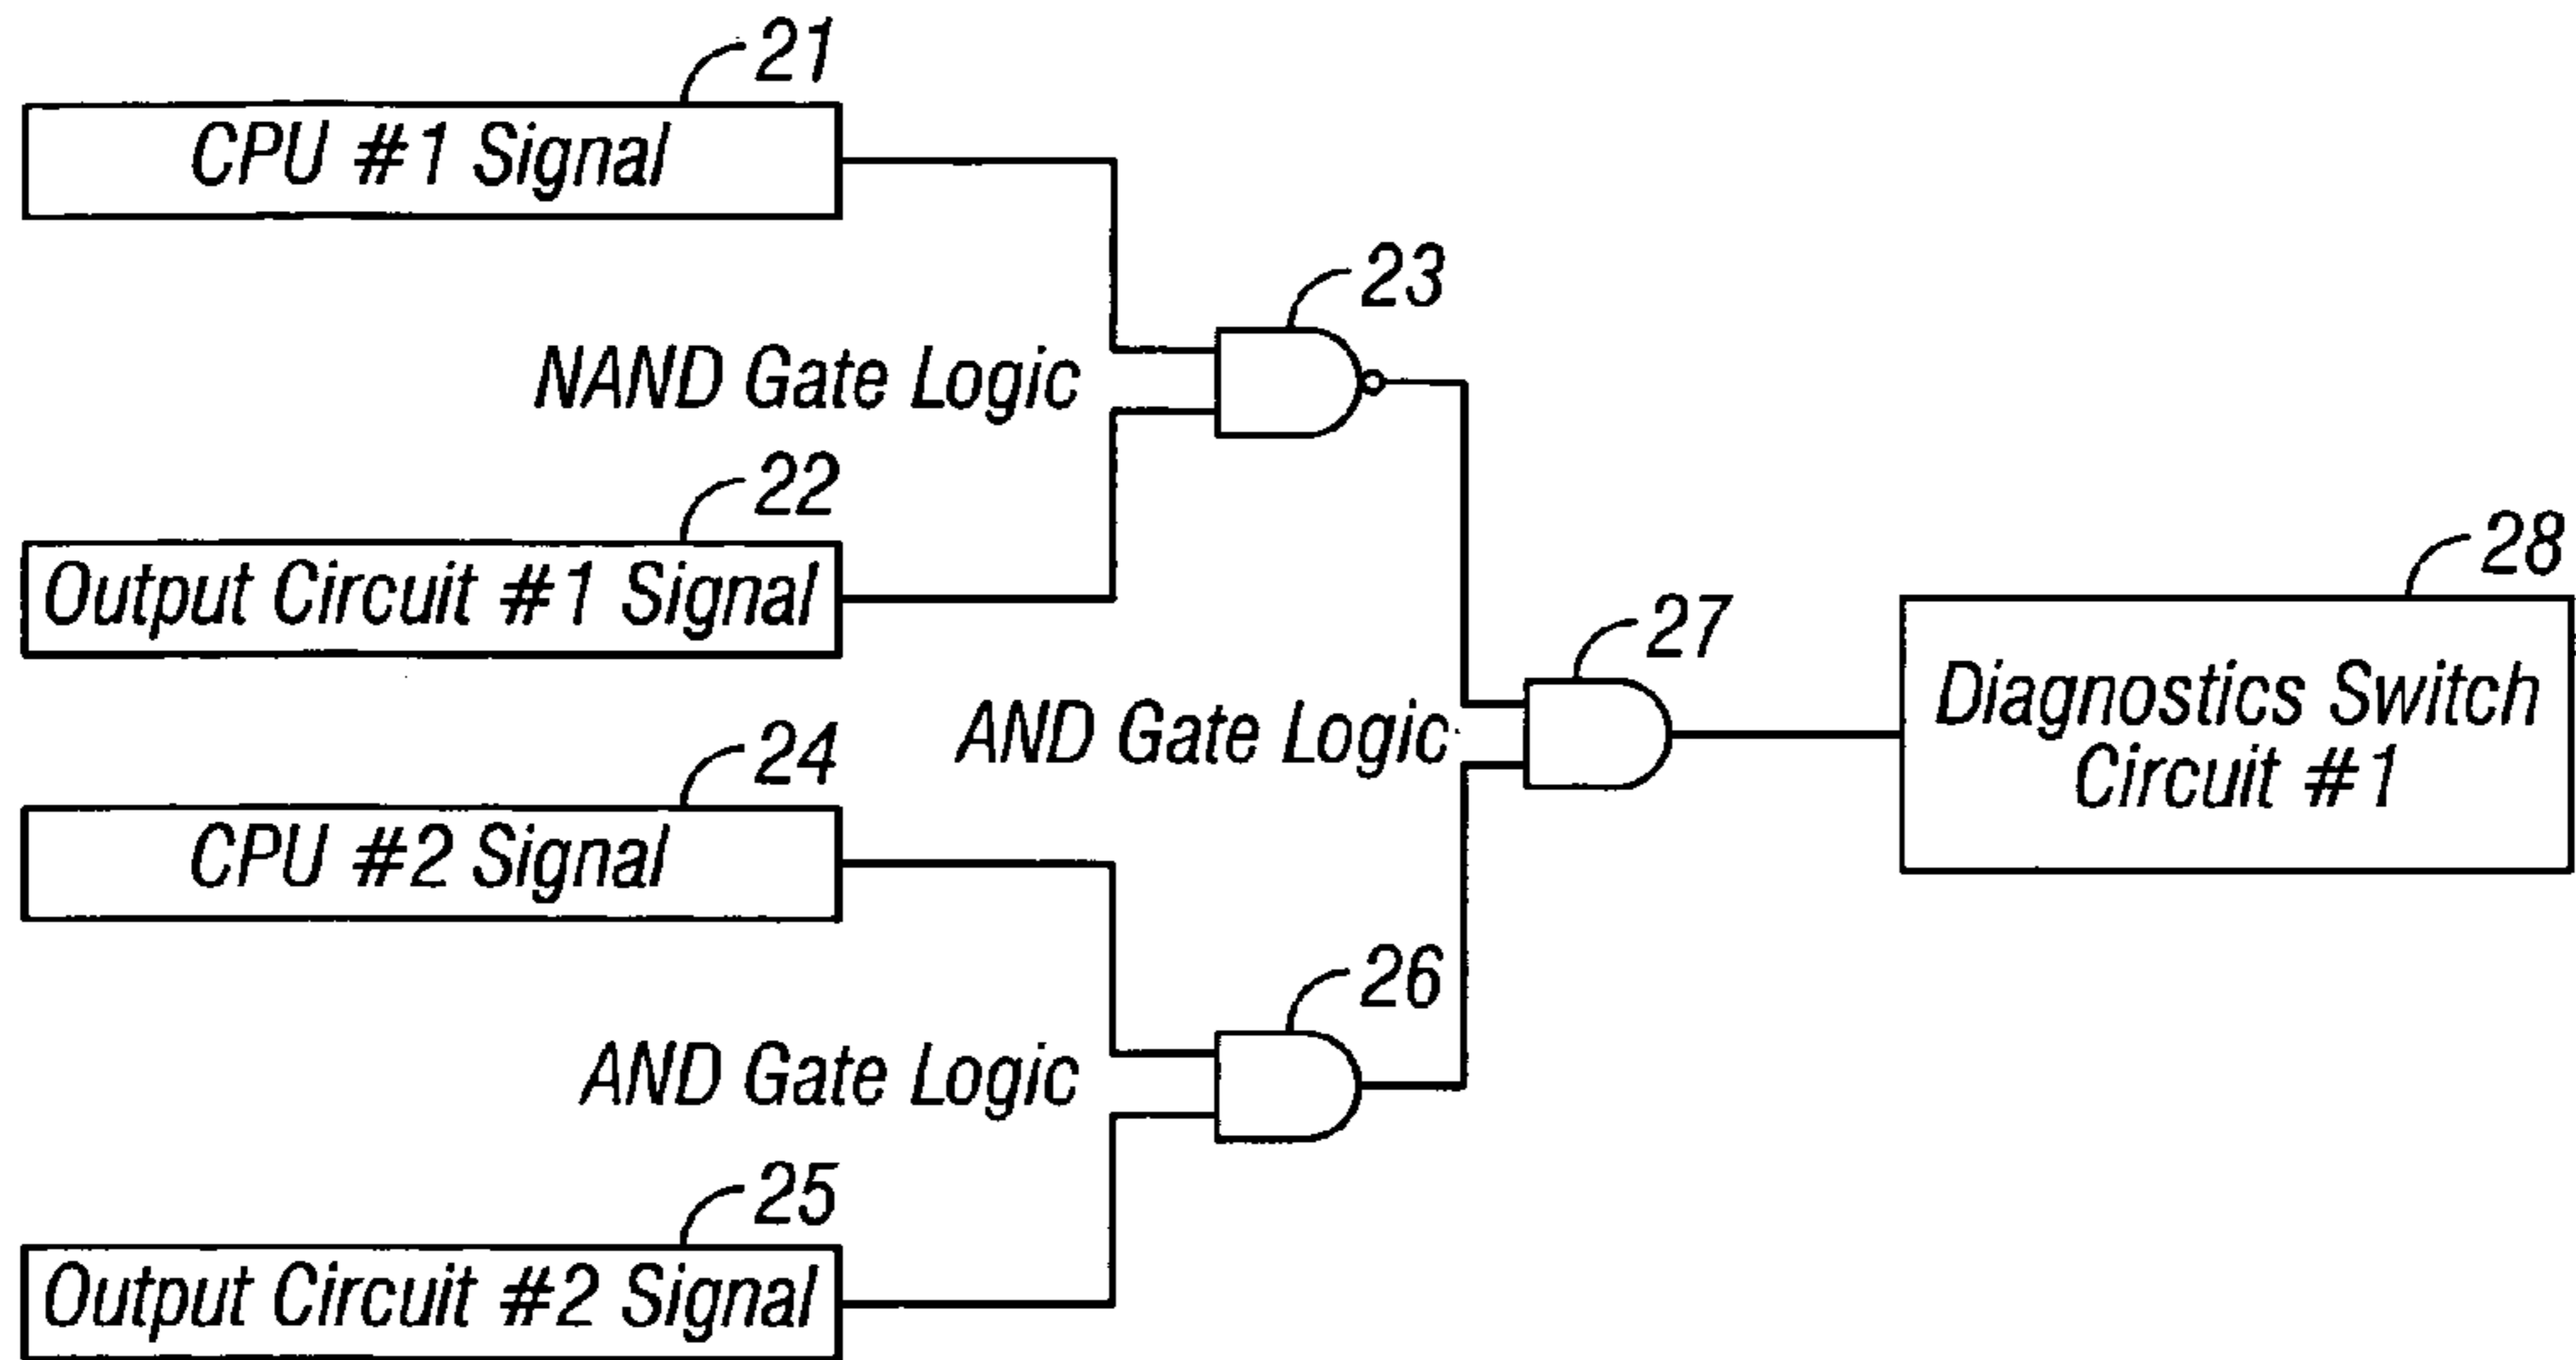 21
CPU #1 Signal
23
NAND Gate Logic
22
Output Circuit #1 Signal
28
27
Diagnostics Switch
Circuit #1
AND Gate Logic
24
CPU #2 Signal
26
AND Gate Logic
25
Output Circuit #2 Signal